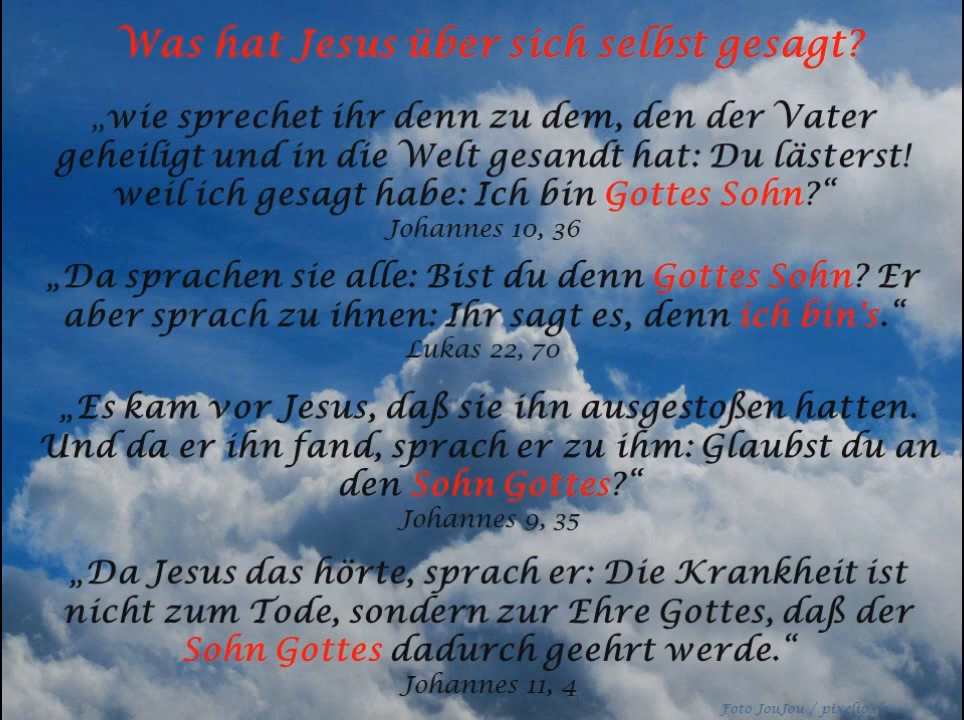 Was hat Jesus über sich selbst gesagt?
„wie sprechet ihr denn zu dem, den der Vater
geheiligt und in die Welt gesandt hat: Du lästerst!
weil ich gesagt habe: Ich bin Gottes Sohn?“
Johannes 10, 36
„Da sprachen sie alle: Bist du denn Gottes Sohn? Er
aber sprach zu ihnen: Ihr sagt es, denn ich bin's.“
Lukas 22, 70
„Es kam vor Jesus, daß sie ihn ausgestoßen hatten.
Und da er ihn fand, sprach er zu ihm: Glaubst du an
den Sohn Gottes?“
Johannes 9, 35
„Da Jesus das hörte, sprach er: Die Krankheit ist
nicht zum Tode, sondern zur Ehre Gottes, daß der
Sohn Gottes dadurch geehrt werde.“
Johannes 11, 4
Foto JouJou /